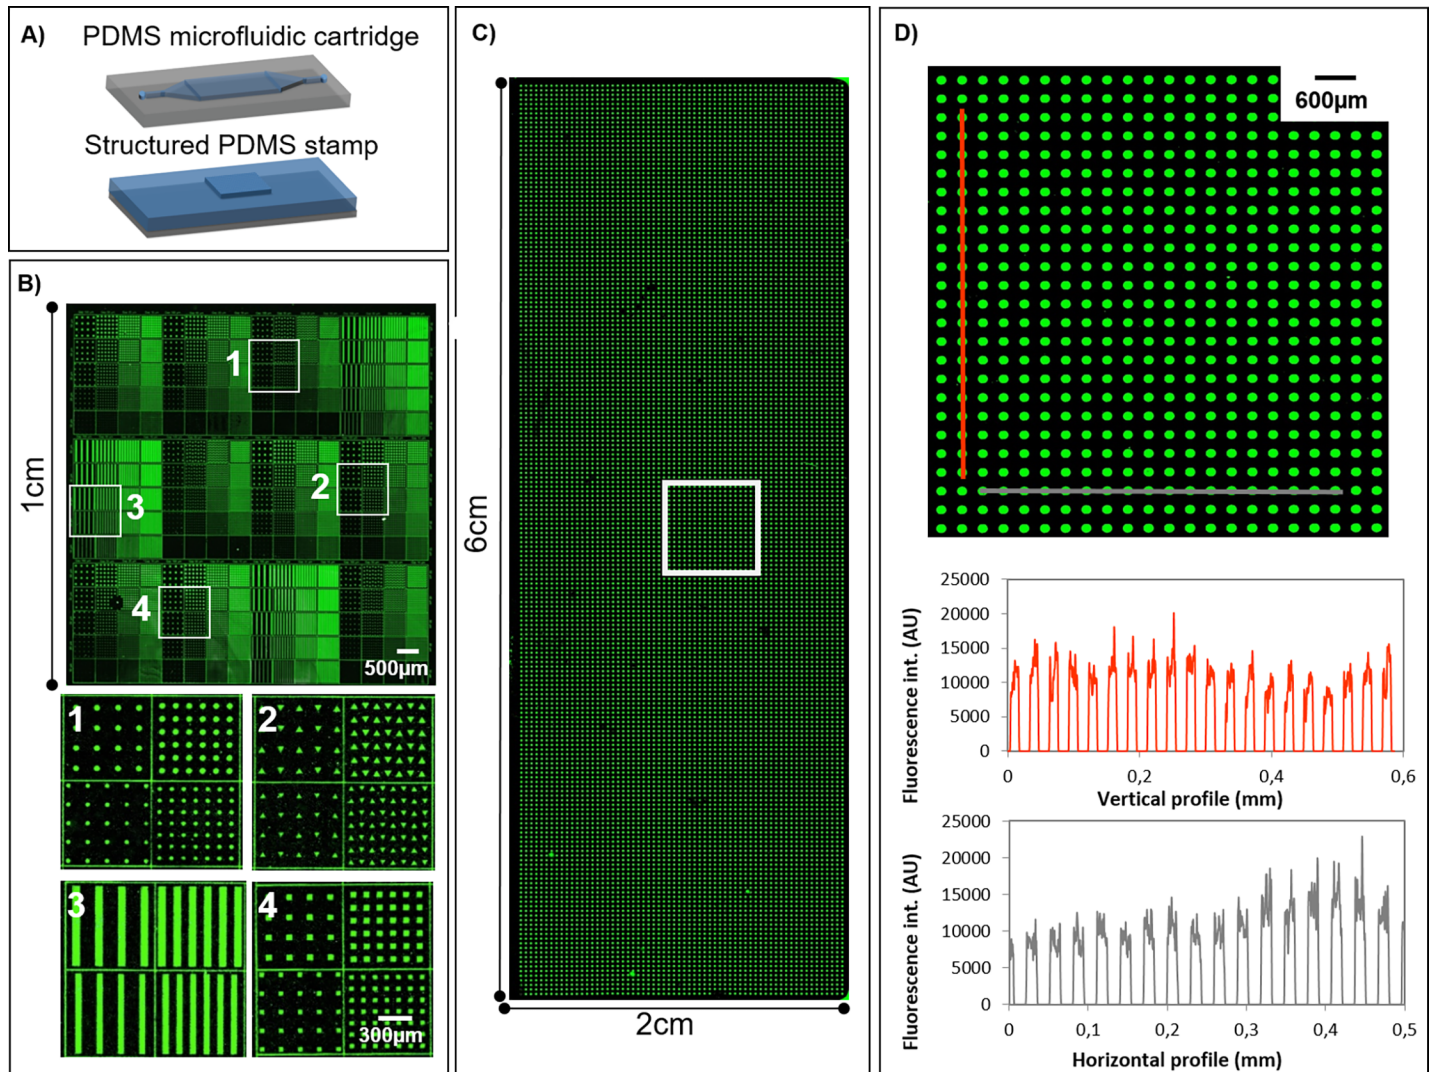 A)
PDMS microfluidic cartridge
Structured PDMS stamp
B)
1cm
1
2
3
4
500µm
1
2
3
4
300µm
C)
6cm
2cm
D)
600µm
Fluorescence int. (AU)
25000
20000
15000
10000
5000
0
0
0,2
0,4
0,6
Vertical profile (mm)
Fluorescence int. (AU)
25000
20000
15000
10000
5000
0
0
0,1
0,2
0,3
0,4
0,5
Horizontal profile (mm)